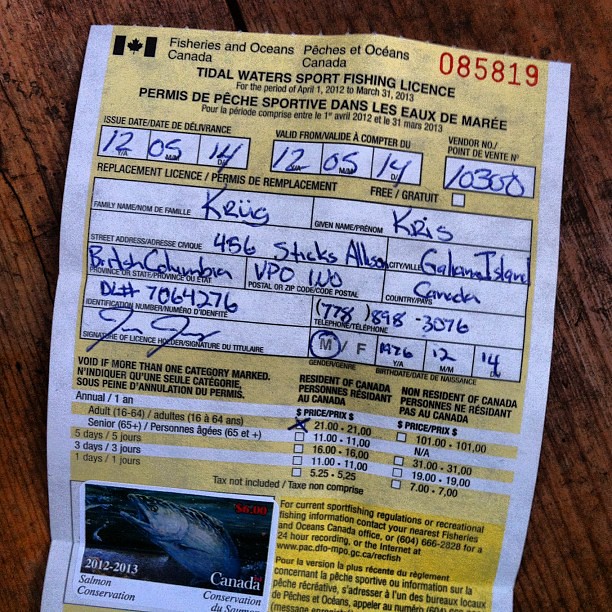 Fisheries and Oceans Canada
Pêches et Océans Canada
085819
TIDAL WATERS SPORT FISHING LICENCE
For the period of April 1, 2012 to March 31, 2013
PERMIS DE PÊCHE SPORTIVE DANS LES EAUX DE MARÉE
Pour la période comprise entre le 1er avril 2012 et le 31 mars 2013
ISSUE DATE/DATE DE DÉLIVRANCE
VALID FROM/VALIDE À COMPTER DU
VENDOR NO./
POINT DE VENTE N°
12 05 14 12 05 14 10300
Y/A M/M D/J Y/A M/M D/J
REPLACEMENT LICENCE / PERMIS DE REMPLACEMENT
FREE / GRATUIT
Krüg Kris
FAMILY NAME/NOM DE FAMILLE GIVEN NAME/PRÉNOM
456 Sticks Allison Galiano Island
STREET ADDRESS/ADRESSE CIVIQUE CITY/VILLE
British Columbia V0N 1P0 Canada
PROVINCE OR STATE/PROVINCE OU ÉTAT POSTAL OR ZIP CODE/CODE POSTAL COUNTRY/PAYS
DL# 7064276 (778) 898-3076
IDENTIFICATION NUMBER/NUMÉRO D'IDENTITÉ TELEPHONE/TÉLÉPHONE
M / F 1976 12 14
SIGNATURE OF LICENCE HOLDER/SIGNATURE DU TITULAIRE GENDER/GENRE BIRTHDATE/DATE DE NAISSANCE
Y/A M/M D/J
VOID IF MORE THAN ONE CATEGORY MARKED.
N'INDIQUER QU'UNE SEULE CATÉGORIE,
SOUS PEINE D'ANNULATION DU PERMIS.
RESIDENT OF CANADA
PERSONNES RÉSIDANT
AU CANADA
NON RESIDENT OF CANADA
PERSONNES NE RÉSIDANT
PAS AU CANADA
Annual / 1 an $ PRICE/PRIX $ $ PRICE/PRIX $
Adult (16-64) / adultes (16 à 64 ans) 21.00 • 21,00 101.00 • 101,00
Senior (65+) / Personnes âgées (65 et +) 11.00 • 11,00 N/A
5 days / 5 jours 16.00 • 16,00 31.00 • 31,00
3 days / 3 jours 11.00 • 11,00 19.00 • 19,00
1 days / 1 jours 5.25 • 5,25 7.00 • 7,00
Tax not included / Taxe non comprise
$6.00
2012-2013
Canada
Salmon
Conservation
Conservation
du Saumon
For current sportfishing regulations or recreational
fishing information contact your nearest Fisheries
and Oceans Canada office, or (604) 666-2828 for a
24 hour recording, or the Internet at
www.pac.dfo-mpo.gc.ca/recfish
Pour la version la plus récente du règlement
concernant la pêche sportive ou information sur la
pêche récréative, s'adresser à l'un des bureaux locaux
de Pêches et Océans, appeler au numéro (604) 666-
(message enregistré